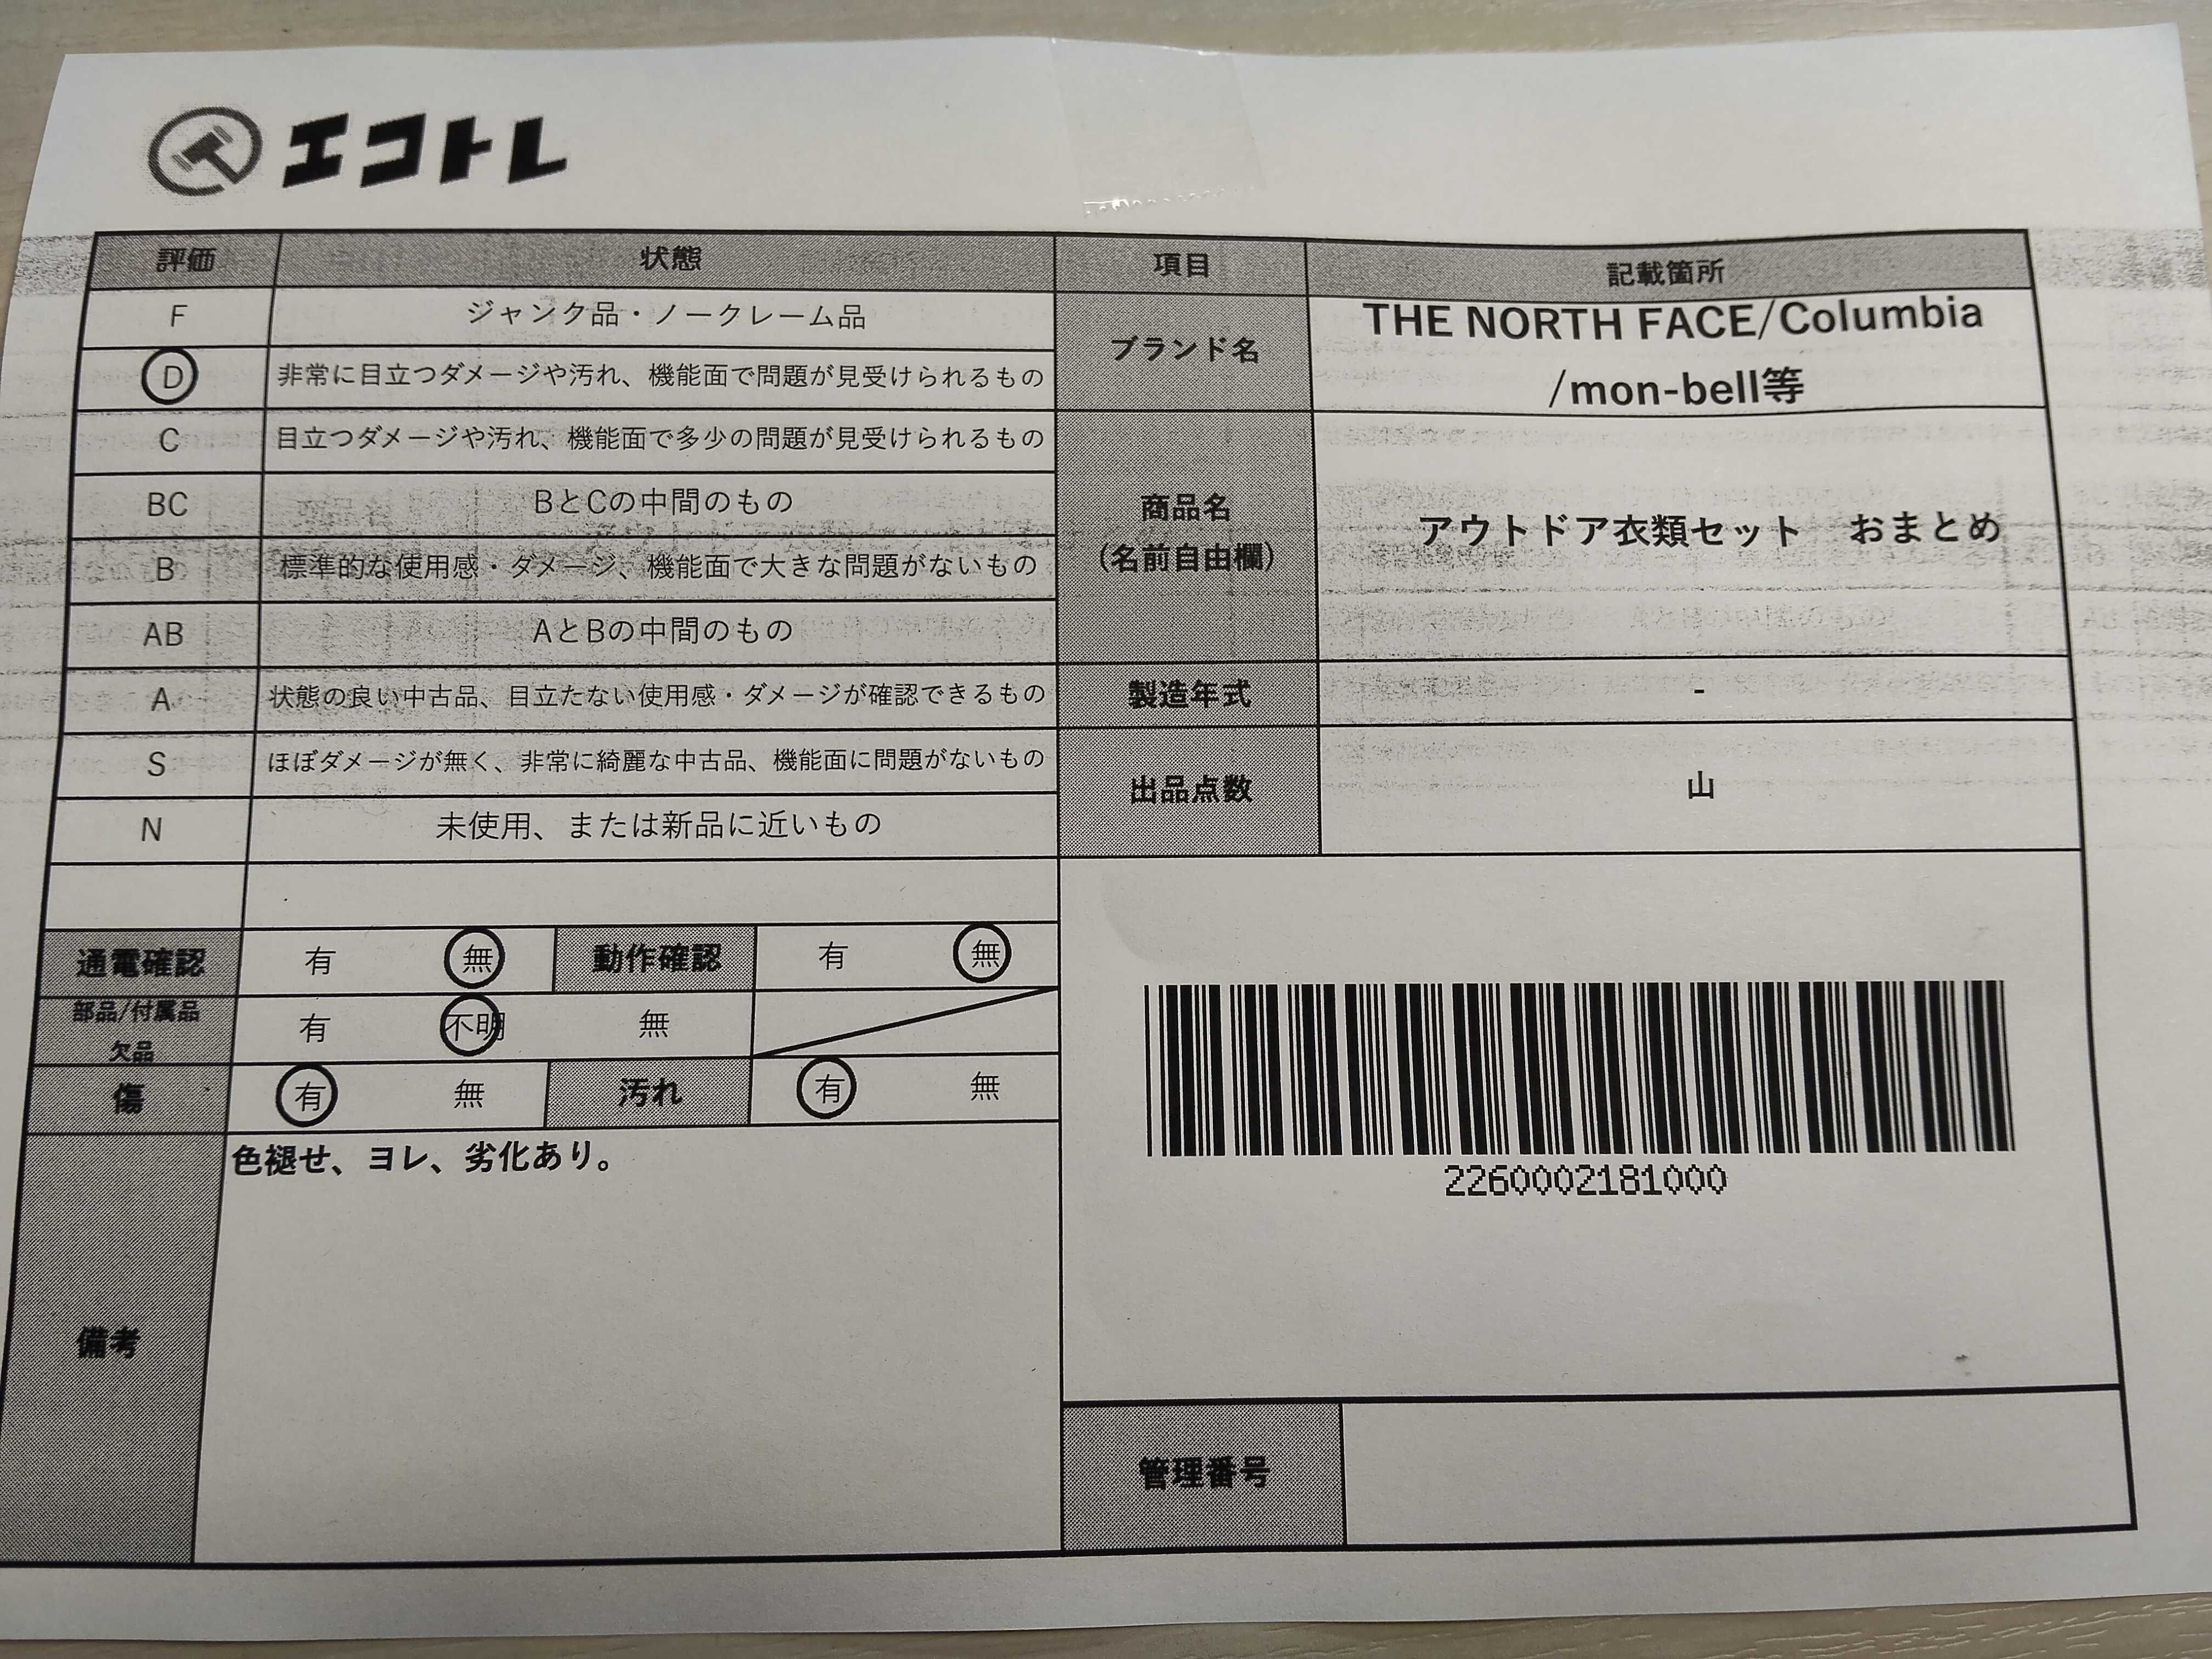 エコトレ
評価 状態 項目 記載箇所
F ジャンク品・ノークレーム品
D 非常に目立つダメージや汚れ、機能面で問題が見受けられるもの
C 目立つダメージや汚れ、機能面で多少の問題が見受けられるもの
BC BとCの中間のもの
B 標準的な使用感・ダメージ、機能面で大きな問題がないもの
AB AとBの中間のもの
A 状態の良い中古品、目立たない使用感・ダメージが確認できるもの
S ほぼダメージが無く、非常に綺麗な中古品、機能面に問題がないもの
N 未使用、または新品に近いもの
ブランド名
THE NORTH FACE/Columbia
/mon-bell等
商品名
(名前自由欄)
アウトドア衣類セット　おまとめ
製造年式 -
出品点数 山
通電確認 有 無 動作確認 有 無
部品/付属品
欠品
有 不明 無
傷 有 無 汚れ 有 無
備考
色褪せ、ヨレ、劣化あり。
2260002181000
管理番号